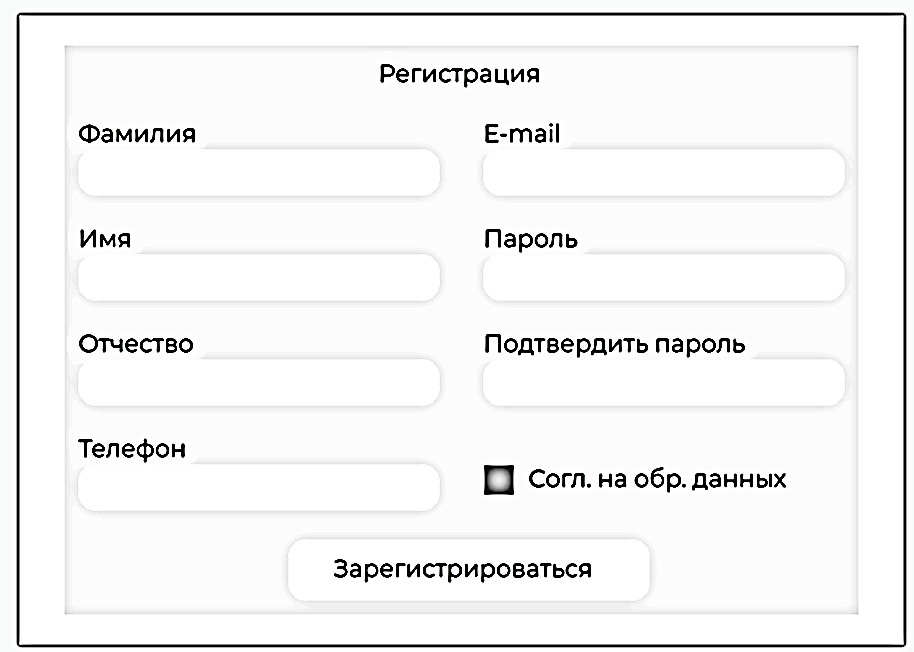 Регистрация
Фамилия
E-mail
Имя
Пароль
Отчество
Подтвердить пароль
Телефон
Согл. на обр. данных
Зарегистрироваться